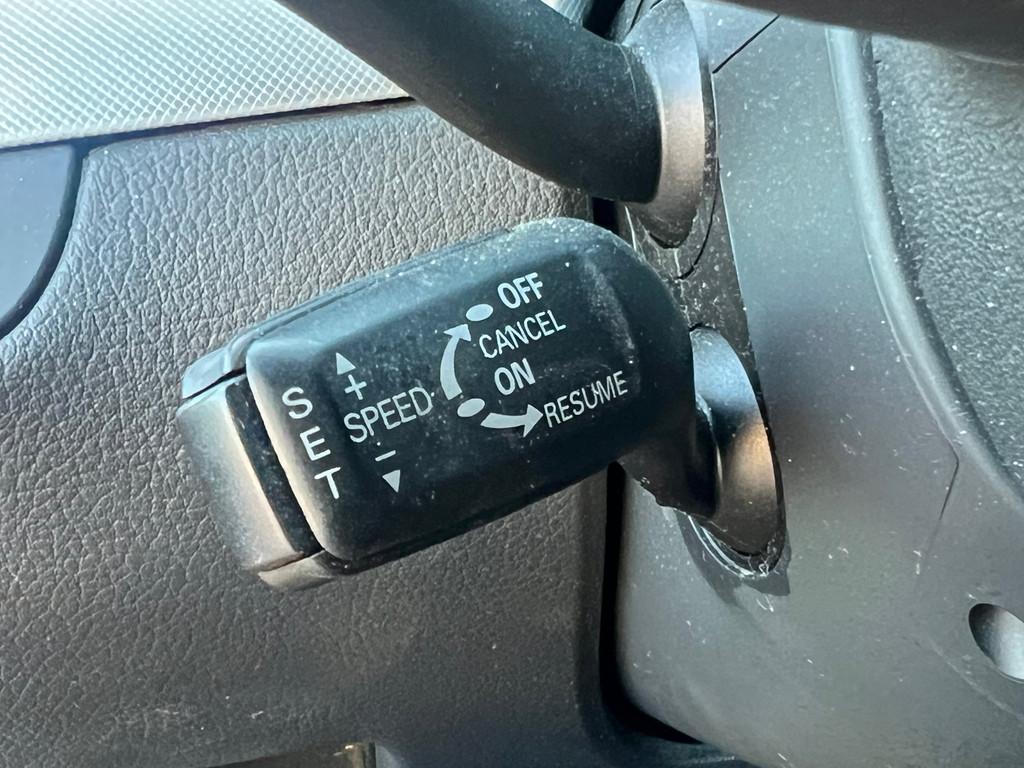 SET
+
SPEED
-
OFF
CANCEL
ON
RESUME